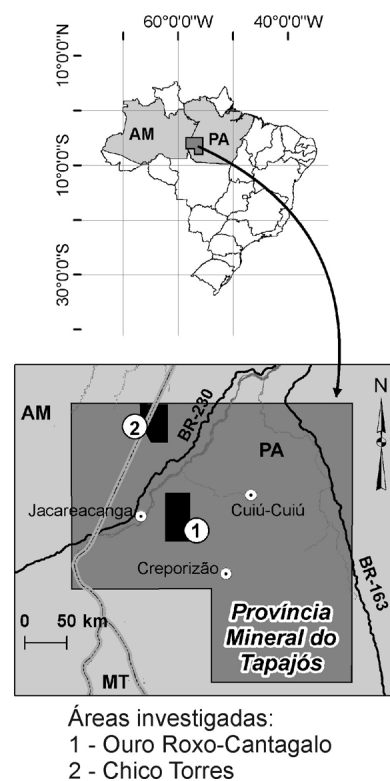 60°0'0"W 40°0'0"W
10°0'0"N
AM
PA
10°0'0"S
30°0'0"S
AM
2
BR-230
PA
N
Jacareacanga
Cuiú-Cuiú
1
Creporizão
BR-163
0 50 km
Província
Mineral do
Tapajós
MT
Áreas investigadas:
1 - Ouro Roxo-Cantagalo
2 - Chico Torres